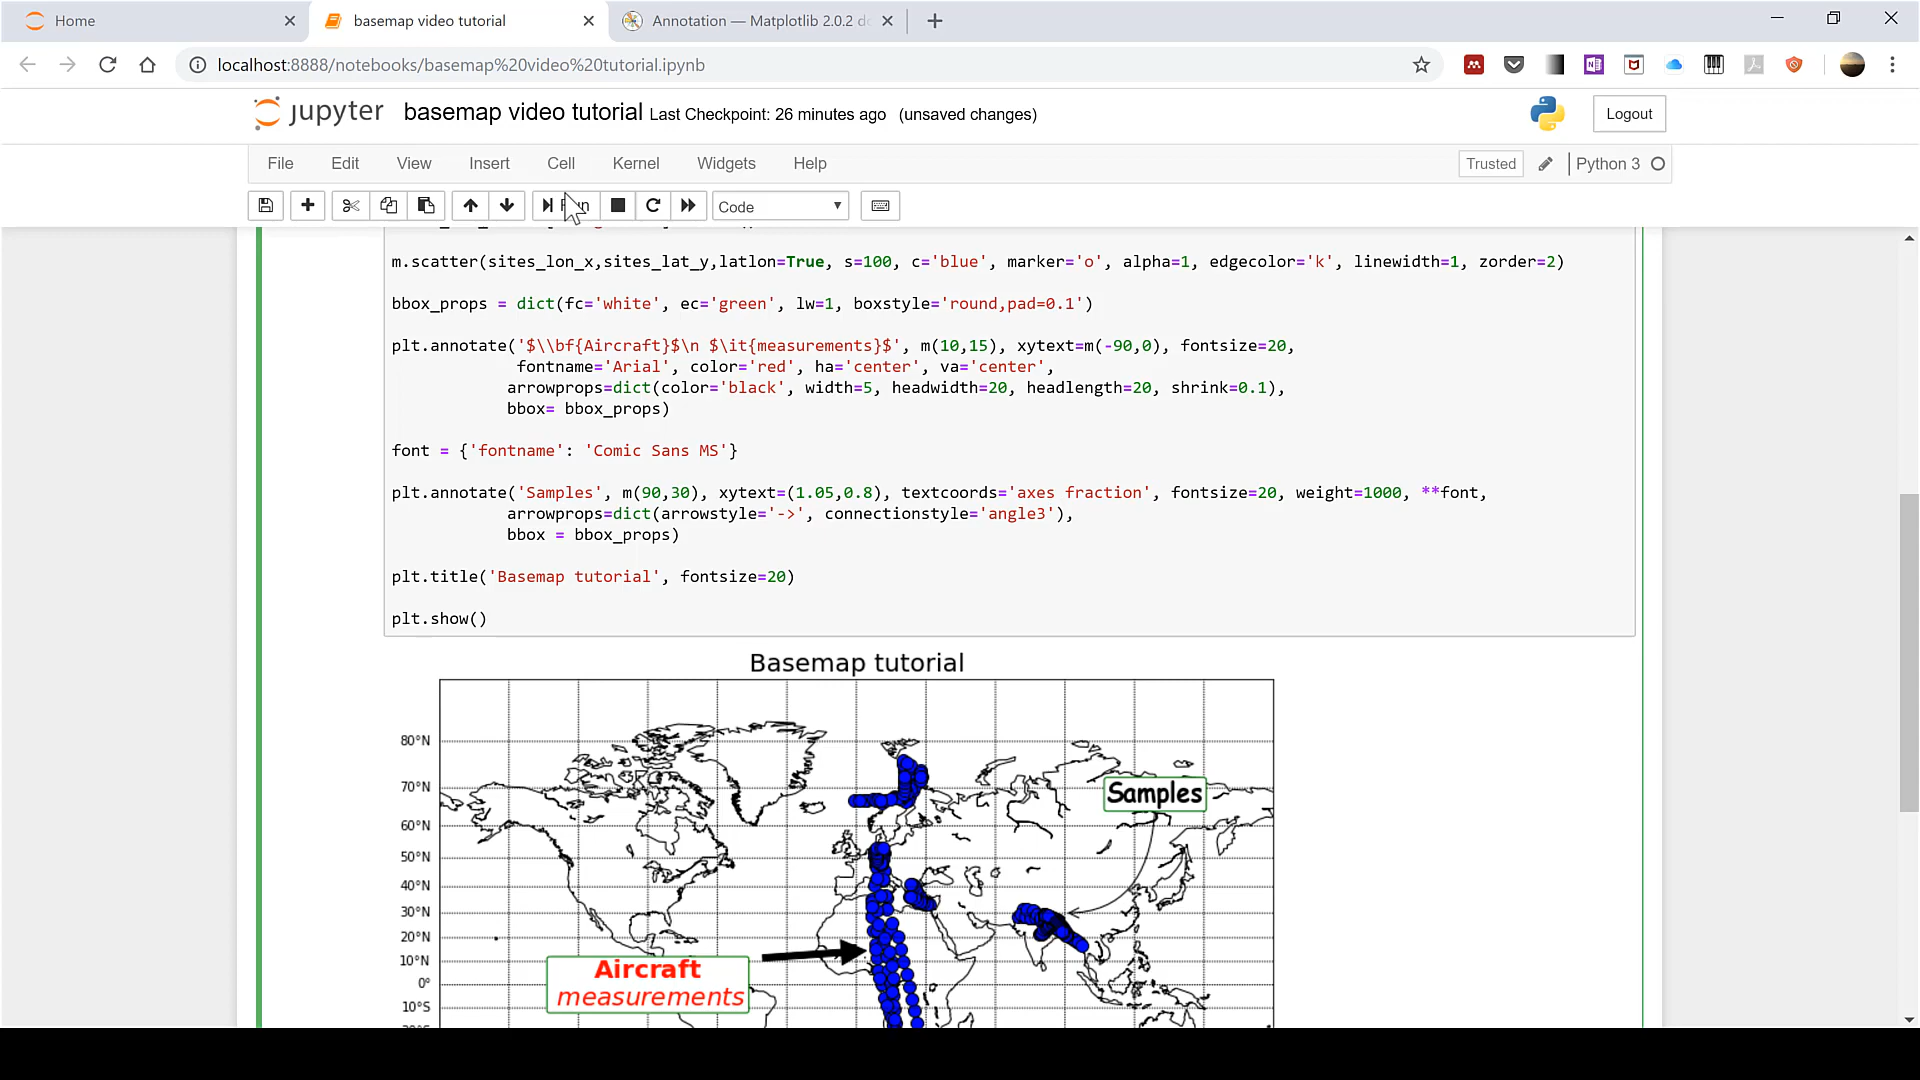 Home
basemap video tutorial
Annotation — Matplotlib 2.0.2 d
localhost:8888/notebooks/basemap%20video%20tutorial.ipynb
jupyter basemap video tutorial Last Checkpoint: 26 minutes ago (unsaved changes)
Logout
File Edit View Insert Cell Kernel Widgets Help
Trusted Python 3
Code
m.scatter(sites_lon_x,sites_lat_y,latlon=True, s=100, c='blue', marker='o', alpha=1, edgecolor='k', linewidth=1, zorder=2)
bbox_props = dict(fc='white', ec='green', lw=1, boxstyle='round,pad=0.1')
plt.annotate('$\\bf{Aircraft}$\n $\it{measurements}$', m(10,15), xytext=m(-90,0), fontsize=20,
fontname='Arial', color='red', ha='center', va='center',
arrowprops=dict(color='black', width=5, headwidth=20, headlength=20, shrink=0.1),
bbox= bbox_props)
font = {'fontname': 'Comic Sans MS'}
plt.annotate('Samples', m(90,30), xytext=(1.05,0.8), textcoords='axes fraction', fontsize=20, weight=1000, **font,
arrowprops=dict(arrowstyle='->', connectionstyle='angle3'),
bbox = bbox_props)
plt.title('Basemap tutorial', fontsize=20)
plt.show()
Basemap tutorial
80°N
70°N
Samples
60°N
50°N
40°N
30°N
20°N
10°N
Aircraft
measurements
0°
10°S